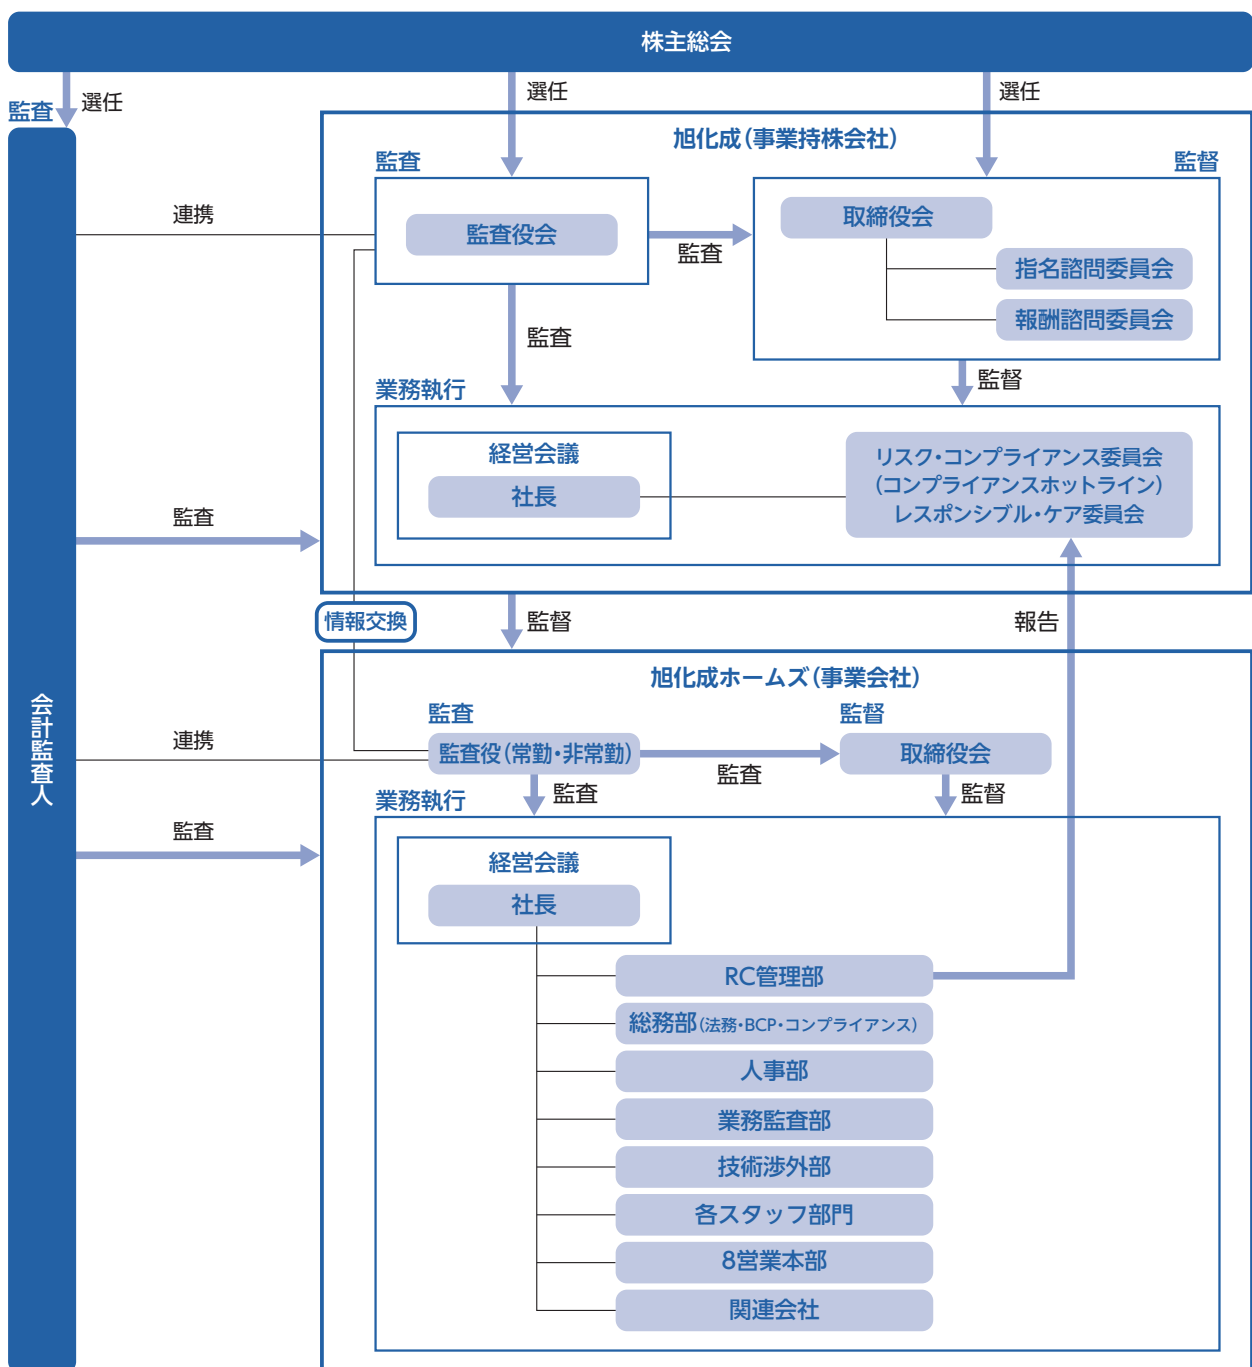 株主総会
選任
選任
選任
監査
会計監査人
旭化成（事業持株会社）
監査
監督
連携
監査役会
監査
取締役会
指名諮問委員会
報酬諮問委員会
監査
監督
業務執行
経営会議
社長
リスク・コンプライアンス委員会
（コンプライアンスホットライン）
レスポンシブル・ケア委員会
監査
情報交換
監督
報告
旭化成ホームズ（事業会社）
監査
監督
連携
監査役（常勤・非常勤）
監査
取締役会
監査
監督
業務執行
監査
経営会議
社長
RC管理部
総務部（法務・BCP・コンプライアンス）
人事部
業務監査部
技術渉外部
各スタッフ部門
8営業本部
関連会社